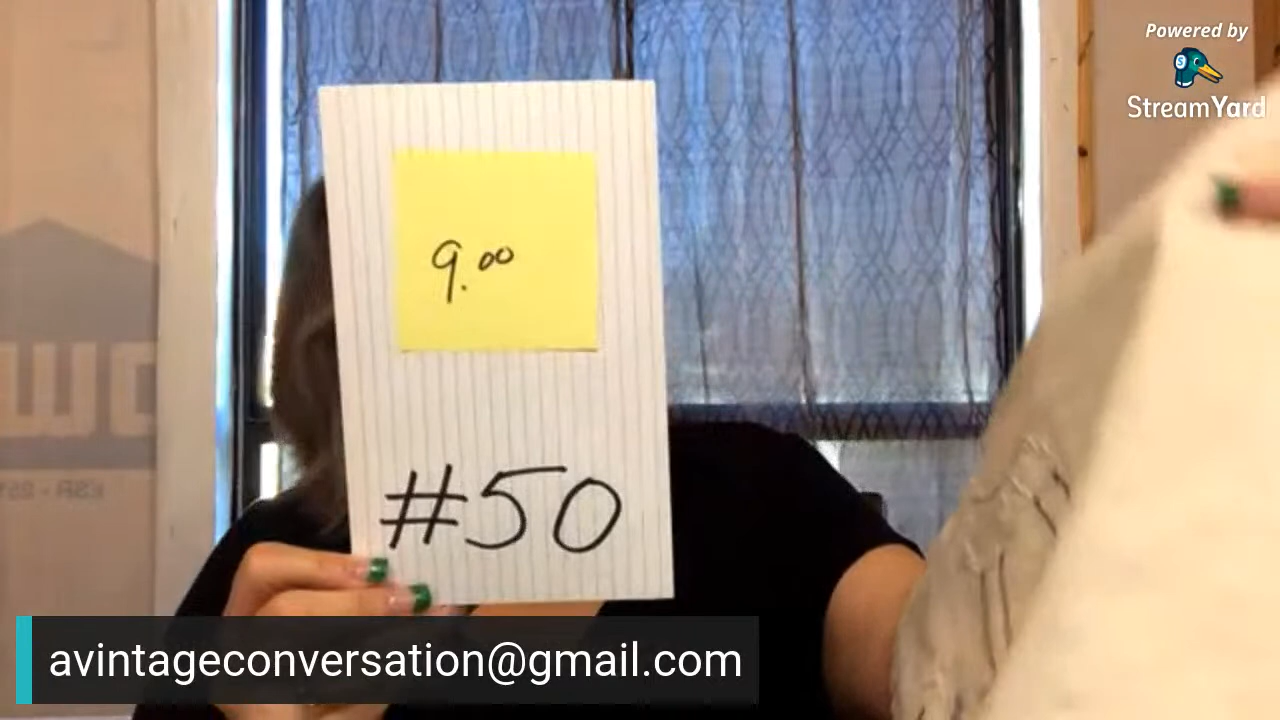 Powered by
StreamYard
9.00
#50
avintageconversation@gmail.com